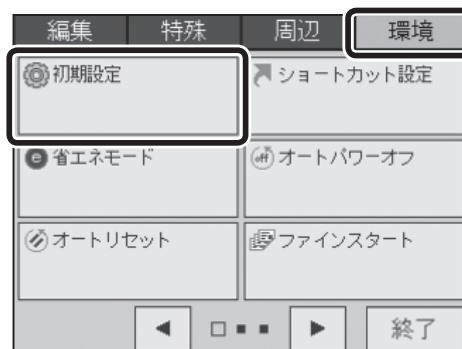 編集 特殊 周辺 環境
初期設定 ショートカット設定
e 省エネモード off オートパワーオフ
オートリセット ファインスタート
終了